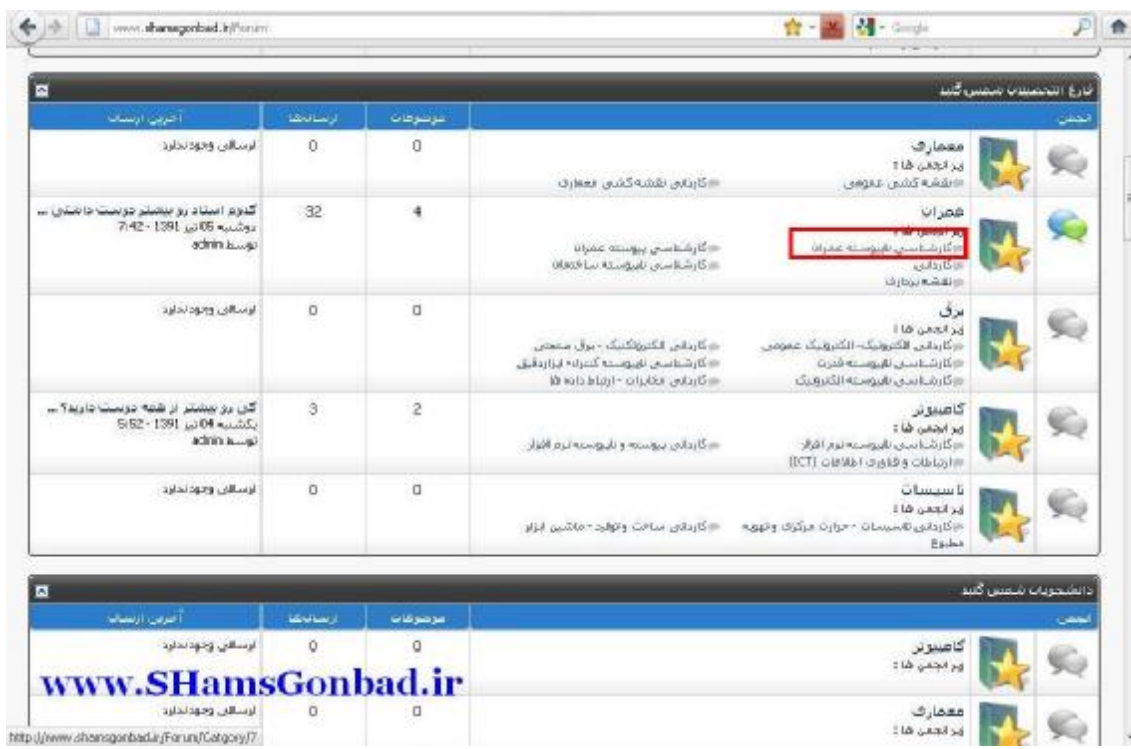 www.shamsgonbad.ir/Forum
Google
فارغ التحصیلان شمس گنبد
انجمن موضوعات ارسال‌ها آخرین ارسال
معماری 0 0 ارسالی وجود ندارد
زیر انجمن ها :
نقشه کشی عمومی کاردانی نقشه کشی معماری
عمران 4 32 کدوم استاد رو بیشتر دوست داشتی ...
زیر انجمن ها : دوشنبه 05 تیر 1391 - 7:42
کارشناسی ناپیوسته عمران کارشناسی پیوسته عمران توسط admin
کاردانی کارشناسی ناپیوسته ساختمان
نقشه برداری
برق 0 0 ارسالی وجود ندارد
زیر انجمن ها :
کاردانی الکترونیک- الکترونیک عمومی کاردانی الکتروتکنیک - برق صنعتی
کارشناسی ناپیوسته قدرت کارشناسی ناپیوسته کنترل- ابزاردقیق
کارشناسی ناپیوسته الکترونیک کاردانی مخابرات - ارتباط داده ها
کامپیوتر 2 3 کی رو بیشتر از همه دوست دارید؟ ...
زیر انجمن ها : یکشنبه 04 تیر 1391 - 5:52
کارشناسی ناپیوسته نرم افزار کاردانی پیوسته و ناپیوسته نرم افزار توسط admin
ارتباطات و فناوری اطلاعات (ICT)
تاسیسات 0 0 ارسالی وجود ندارد
زیر انجمن ها :
کاردانی تاسیسات - حرارت مرکزی وتهویه مطبوع کاردانی ساخت وتولید - ماشین ابزار
دانشجویان شمس گنبد
انجمن موضوعات ارسال‌ها آخرین ارسال
کامپیوتر 0 0 ارسالی وجود ندارد
زیر انجمن ها :
www.SHamsGonbad.ir
معماری 0 0 ارسالی وجود ندارد
زیر انجمن ها :
http://www.shamsgonbad.ir/Forum/Catgory/7